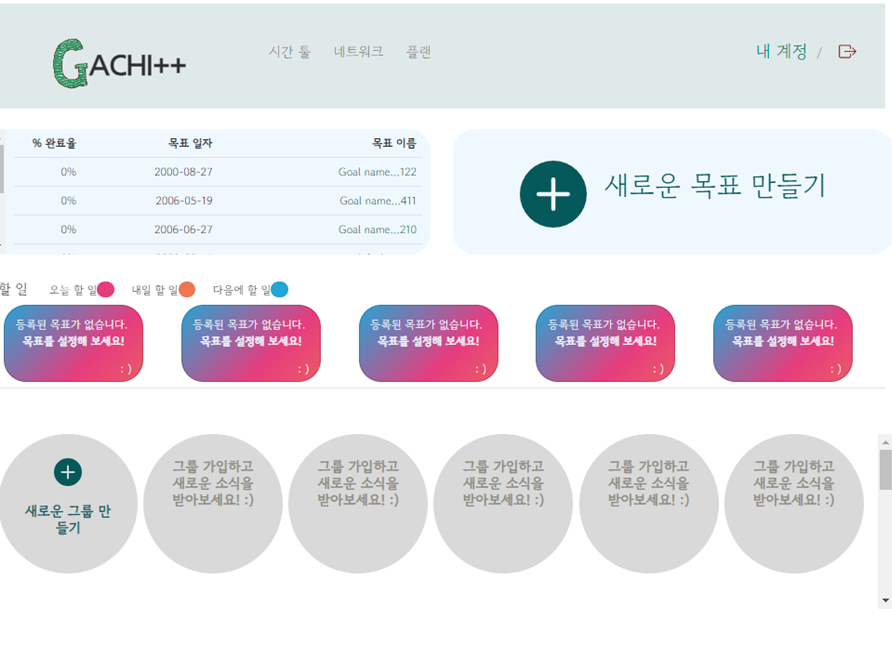 GACHI++
시간 툴 네트워크 플랜
내 계정 /
% 완료율 목표 일자 목표 이름
0% 2000-08-27 Goal name...122
0% 2006-05-19 Goal name...411
0% 2006-06-27 Goal name...210
새로운 목표 만들기
할 일 오늘 할 일 내일 할 일 다음에 할 일
등록된 목표가 없습니다.
목표를 설정해 보세요!
: )
등록된 목표가 없습니다.
목표를 설정해 보세요!
: )
등록된 목표가 없습니다.
목표를 설정해 보세요!
: )
등록된 목표가 없습니다.
목표를 설정해 보세요!
: )
등록된 목표가 없습니다.
목표를 설정해 보세요!
: )
새로운 그룹 만
들기
그룹 가입하고
새로운 소식을
받아보세요! :)
그룹 가입하고
새로운 소식을
받아보세요! :)
그룹 가입하고
새로운 소식을
받아보세요! :)
그룹 가입하고
새로운 소식을
받아보세요! :)
그룹 가입하고
새로운 소식을
받아보세요! :)